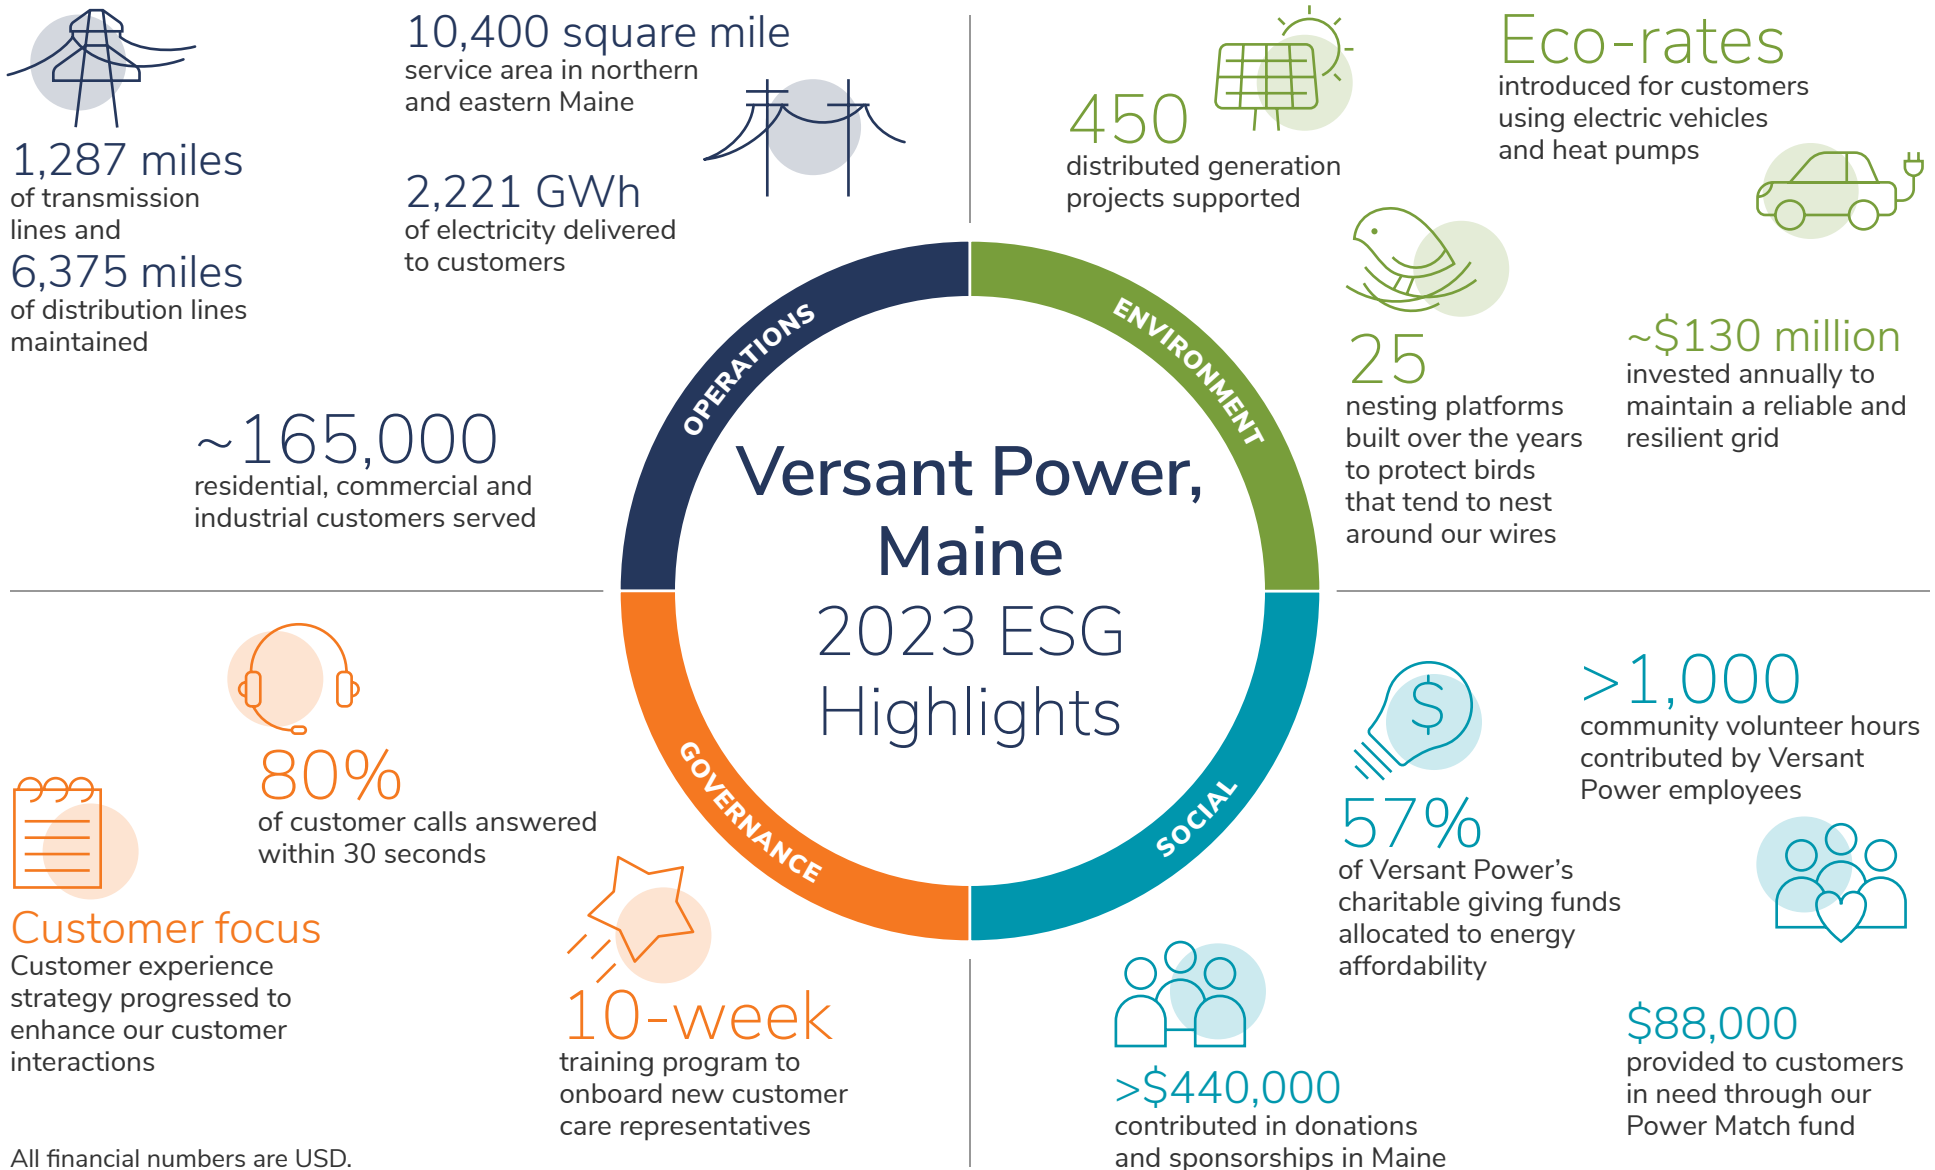 1,287 miles
of transmission
lines and
6,375 miles
of distribution lines
maintained
10,400 square mile
service area in northern
and eastern Maine
2,221 GWh
of electricity delivered
to customers
~165,000
residential, commercial and
industrial customers served
450
distributed generation
projects supported
Eco-rates
introduced for customers
using electric vehicles
and heat pumps
25
nesting platforms
built over the years
to protect birds
that tend to nest
around our wires
~$130 million
invested annually to
maintain a reliable and
resilient grid
OPERATIONS
ENVIRONMENT
Versant Power,
Maine
2023 ESG
Highlights
GOVERNANCE
SOCIAL
80%
of customer calls answered
within 30 seconds
Customer focus
Customer experience
strategy progressed to
enhance our customer
interactions
10-week
training program to
onboard new customer
care representatives
$
57%
of Versant Power’s
charitable giving funds
allocated to energy
affordability
>1,000
community volunteer hours
contributed by Versant
Power employees
>$440,000
contributed in donations
and sponsorships in Maine
$88,000
provided to customers
in need through our
Power Match fund
All financial numbers are USD.